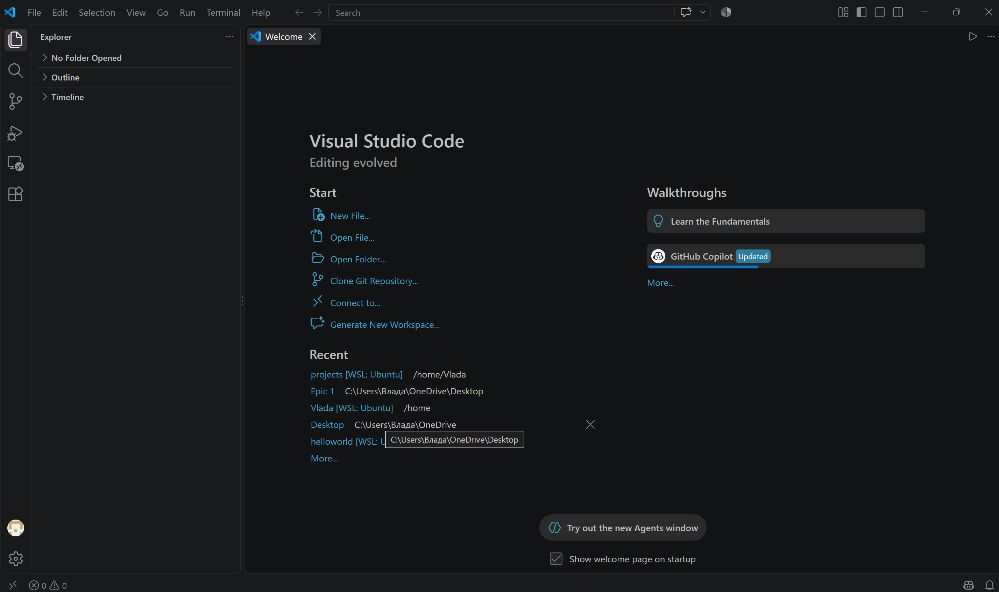 File Edit Selection View Go Run Terminal Help Search
Explorer
Welcome
No Folder Opened
Outline
Timeline
Visual Studio Code
Editing evolved
Start
New File...
Open File...
Open Folder...
Clone Git Repository...
Connect to...
Generate New Workspace...
Walkthroughs
Learn the Fundamentals
GitHub Copilot Updated
More...
Recent
projects [WSL: Ubuntu] /home/Vlada
Epic 1 C:\Users\Влада\OneDrive\Desktop
Vlada [WSL: Ubuntu] /home
Desktop C:\Users\Влада\OneDrive
helloworld [WSL: U
C:\Users\Влада\OneDrive\Desktop
More...
Try out the new Agents window
Show welcome page on startup
0 0